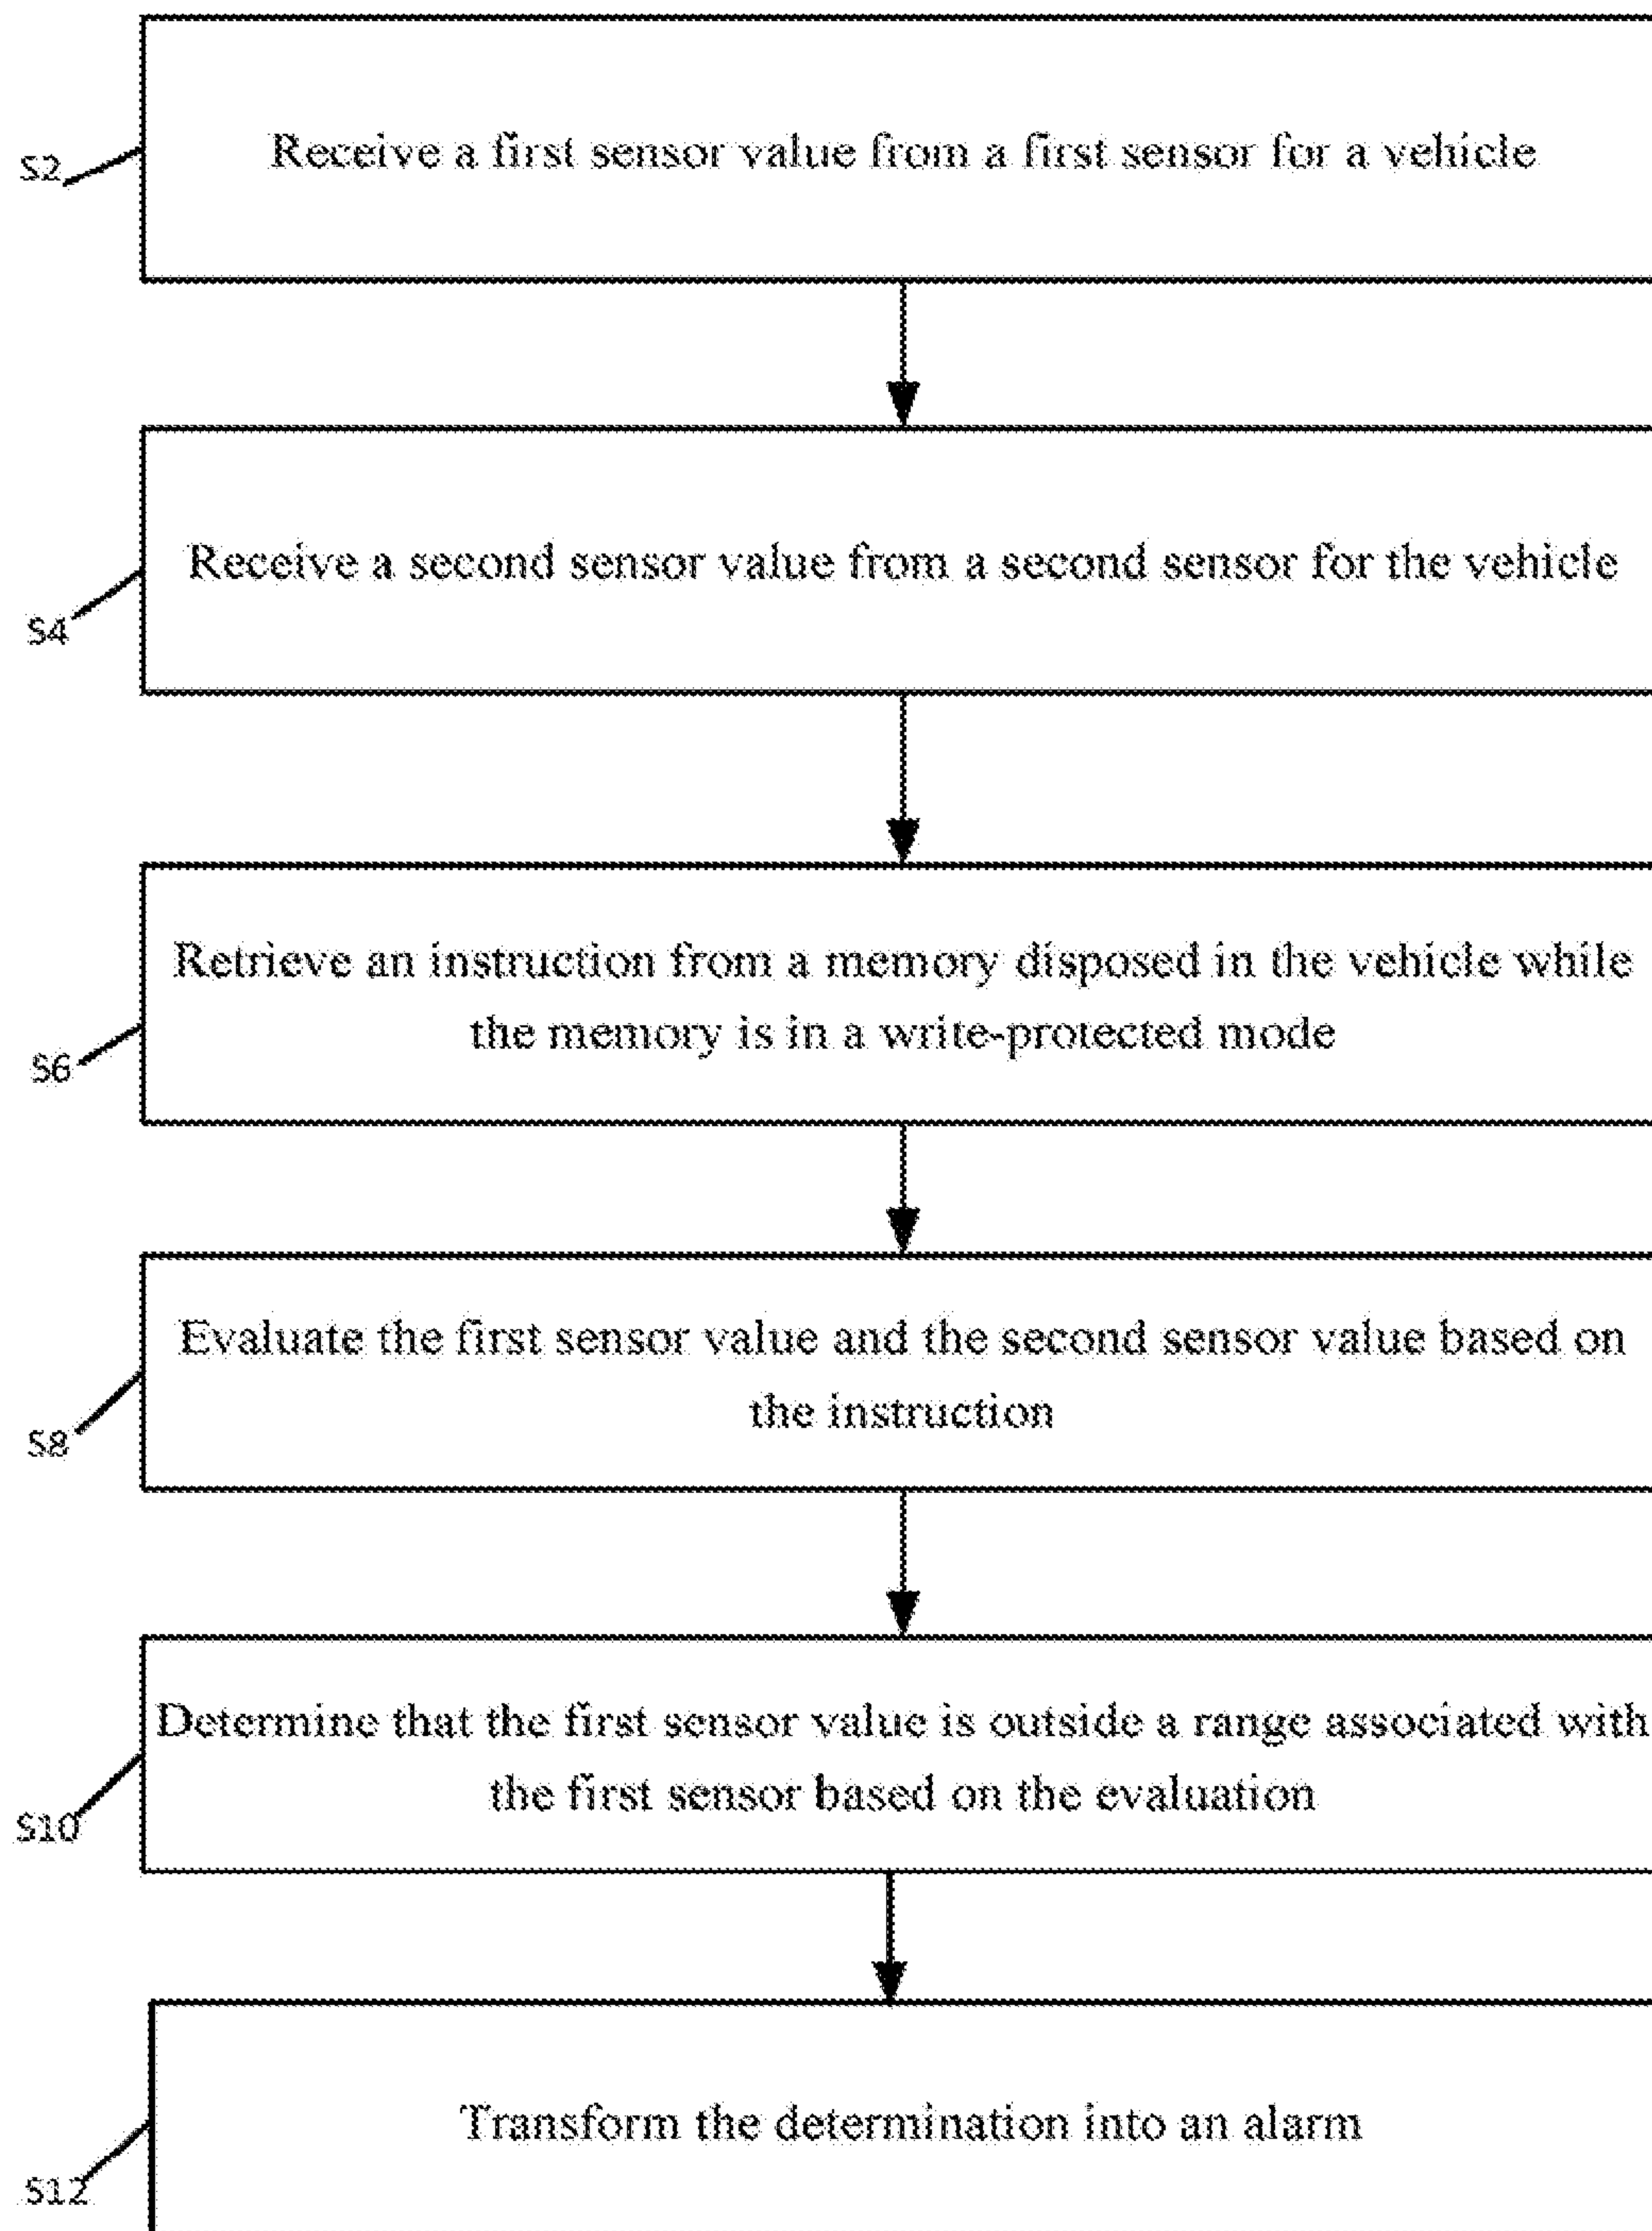 Receive a first sensor value from a first sensor for a vehicle
S2
Receive a second sensor value from a second sensor for the vehicle
S4
Retrieve an instruction from a memory disposed in the vehicle while
the memory is in a write-protected mode
S6
Evaluate the first sensor value and the second sensor value based on
the instruction
S8
Determine that the first sensor value is outside a range associated with
the first sensor based on the evaluation
S10
Transform the determination into an alarm
S12